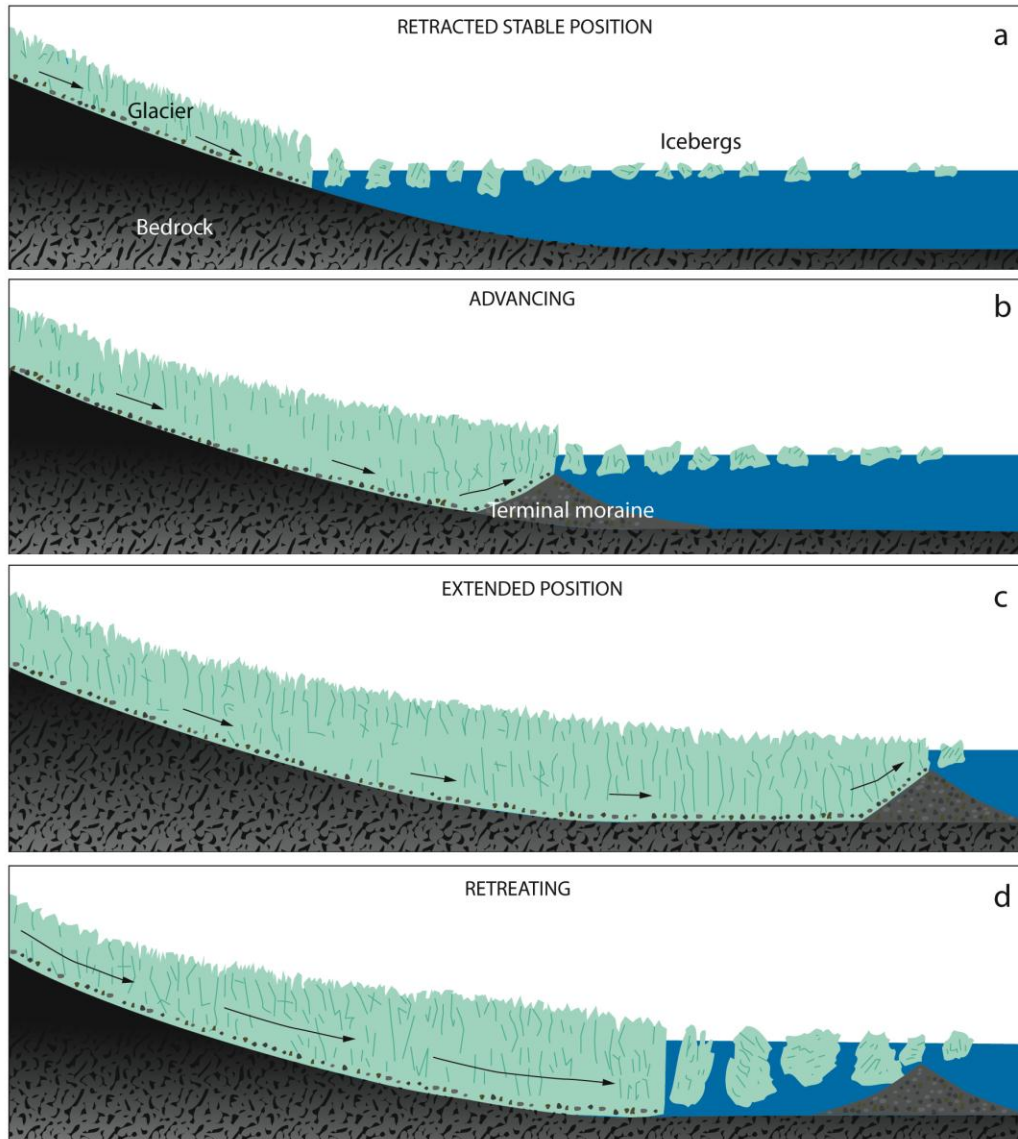 RETRACTED STABLE POSITION
a
Glacier
Icebergs
Bedrock
ADVANCING
b
Terminal moraine
EXTENDED POSITION
c
RETREATING
d